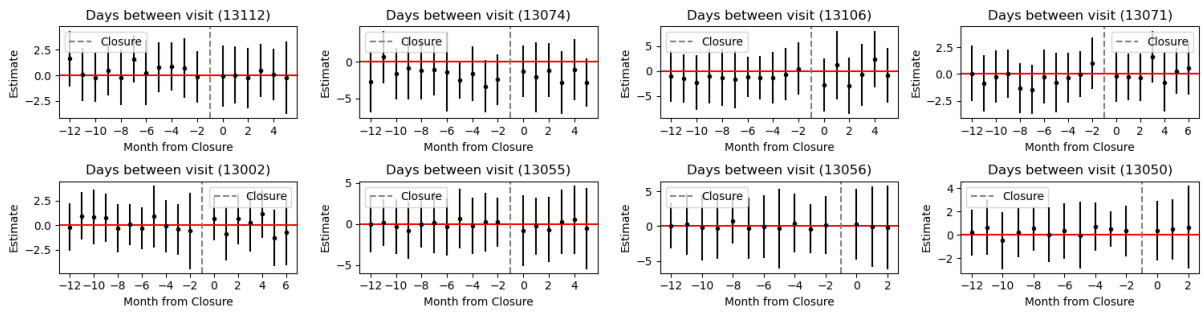 Days between visit (13112)
Closure
Estimate
2.5
0.0
−2.5
−12 −10 −8 −6 −4 −2 0 2 4
Month from Closure
Days between visit (13074)
Closure
Estimate
0
−5
−12 −10 −8 −6 −4 −2 0 2 4
Month from Closure
Days between visit (13106)
Closure
Estimate
5
0
−5
−12 −10 −8 −6 −4 −2 0 2 4
Month from Closure
Days between visit (13071)
Closure
Estimate
2.5
0.0
−2.5
−12 −10 −8 −6 −4 −2 0 2 4 6
Month from Closure
Days between visit (13002)
Closure
Estimate
2.5
0.0
−2.5
−12 −10 −8 −6 −4 −2 0 2 4 6
Month from Closure
Days between visit (13055)
Closure
Estimate
5
0
−5
−12 −10 −8 −6 −4 −2 0 2 4
Month from Closure
Days between visit (13056)
Closure
Estimate
5
0
−5
−12 −10 −8 −6 −4 −2 0 2
Month from Closure
Days between visit (13050)
Closure
Estimate
4
2
0
−2
−12 −10 −8 −6 −4 −2 0 2
Month from Closure